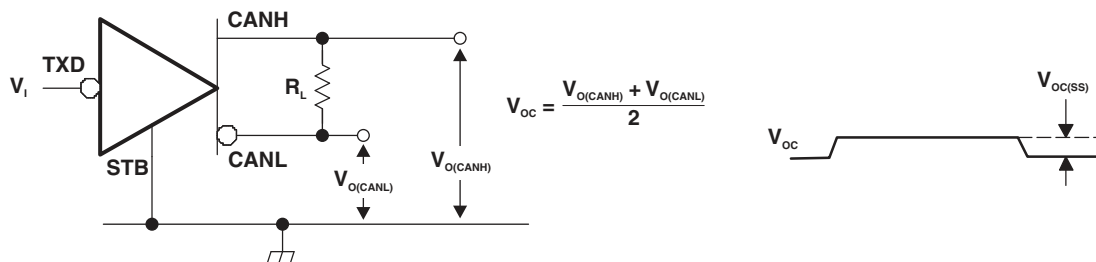 CANH
TXD
V_I
R_L
CANL
STB
V_O(CANL)
V_O(CANH)
V_OC = V_O(CANH) + V_O(CANL)
2
V_OC
V_OC(SS)